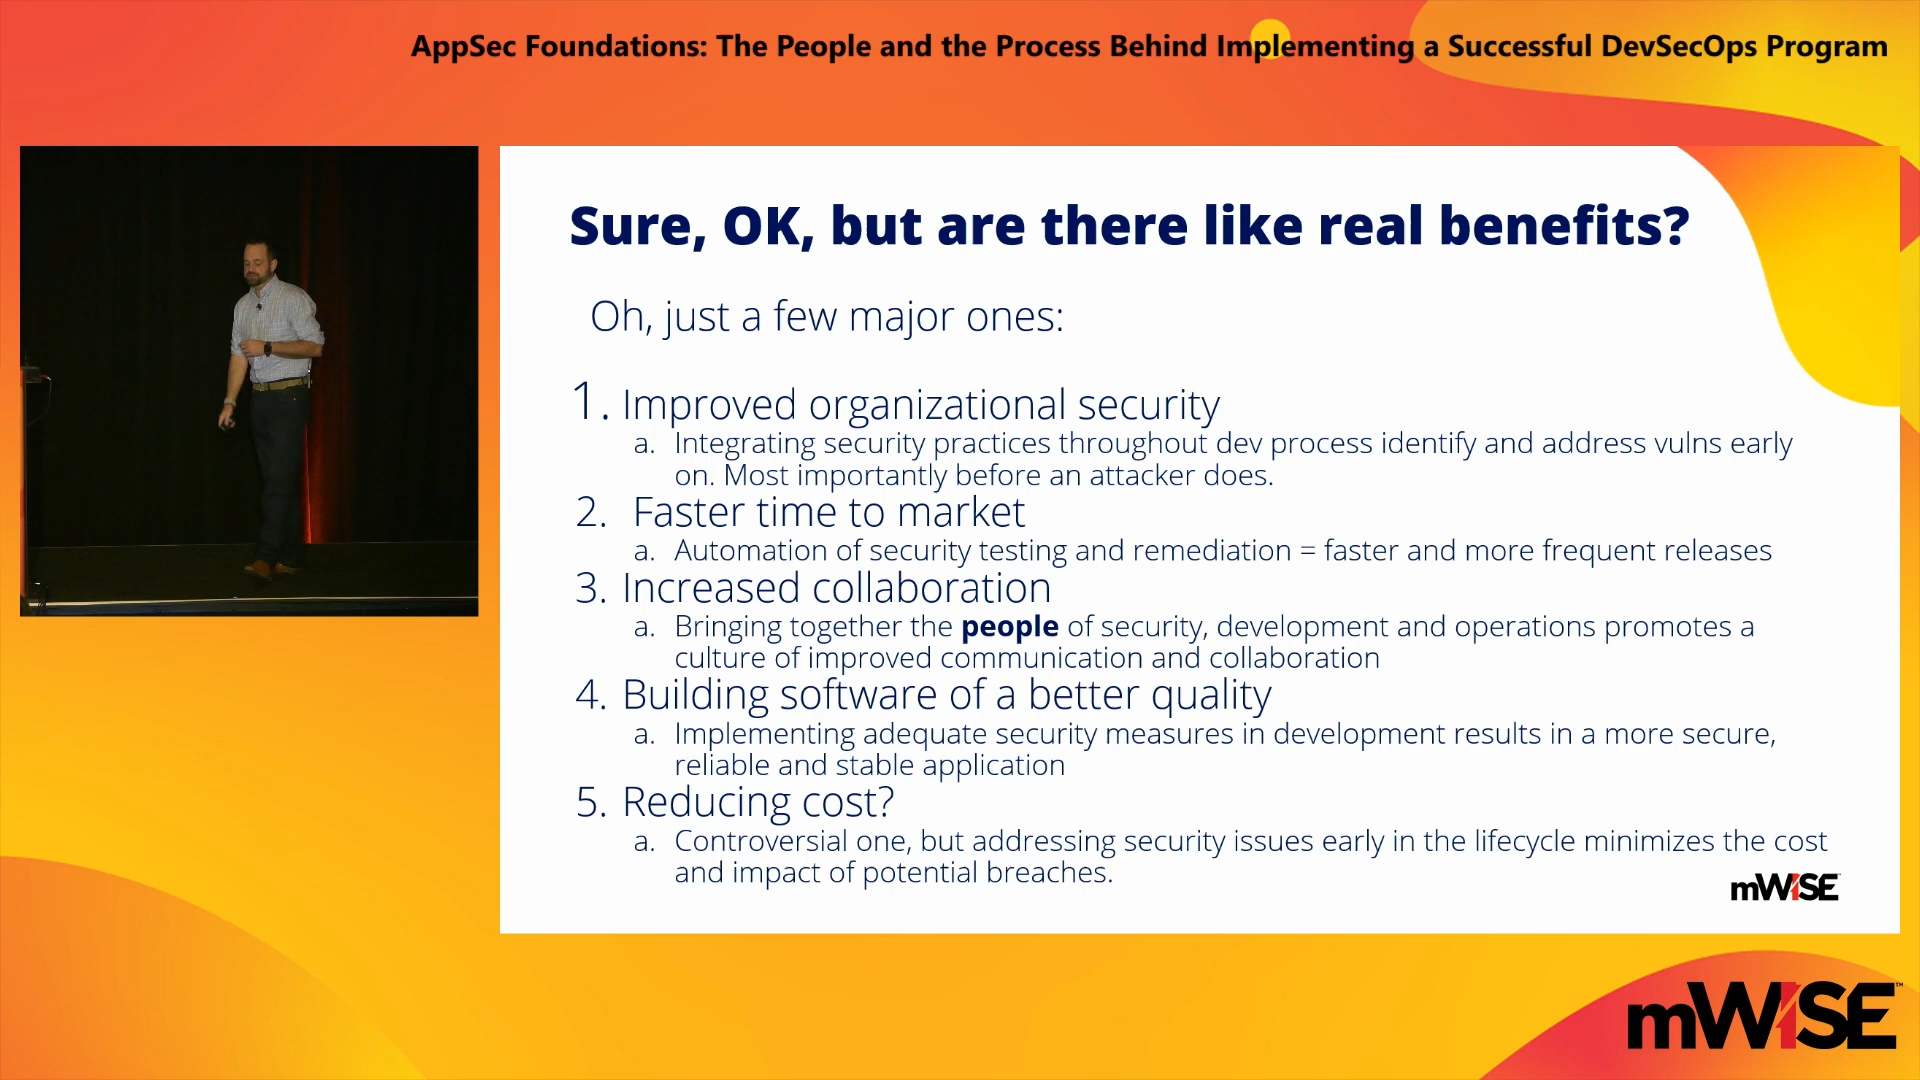 AppSec Foundations: The People and the Process Behind Implementing a Successful DevSecOps Program
Sure, OK, but are there like real benefits?
Oh, just a few major ones:
1. Improved organizational security
a. Integrating security practices throughout dev process identify and address vulns early
on. Most importantly before an attacker does.
2. Faster time to market
a. Automation of security testing and remediation = faster and more frequent releases
3. Increased collaboration
a. Bringing together the people of security, development and operations promotes a
culture of improved communication and collaboration
4. Building software of a better quality
a. Implementing adequate security measures in development results in a more secure,
reliable and stable application
5. Reducing cost?
a. Controversial one, but addressing security issues early in the lifecycle minimizes the cost
and impact of potential breaches.
mWISE
mWISE™